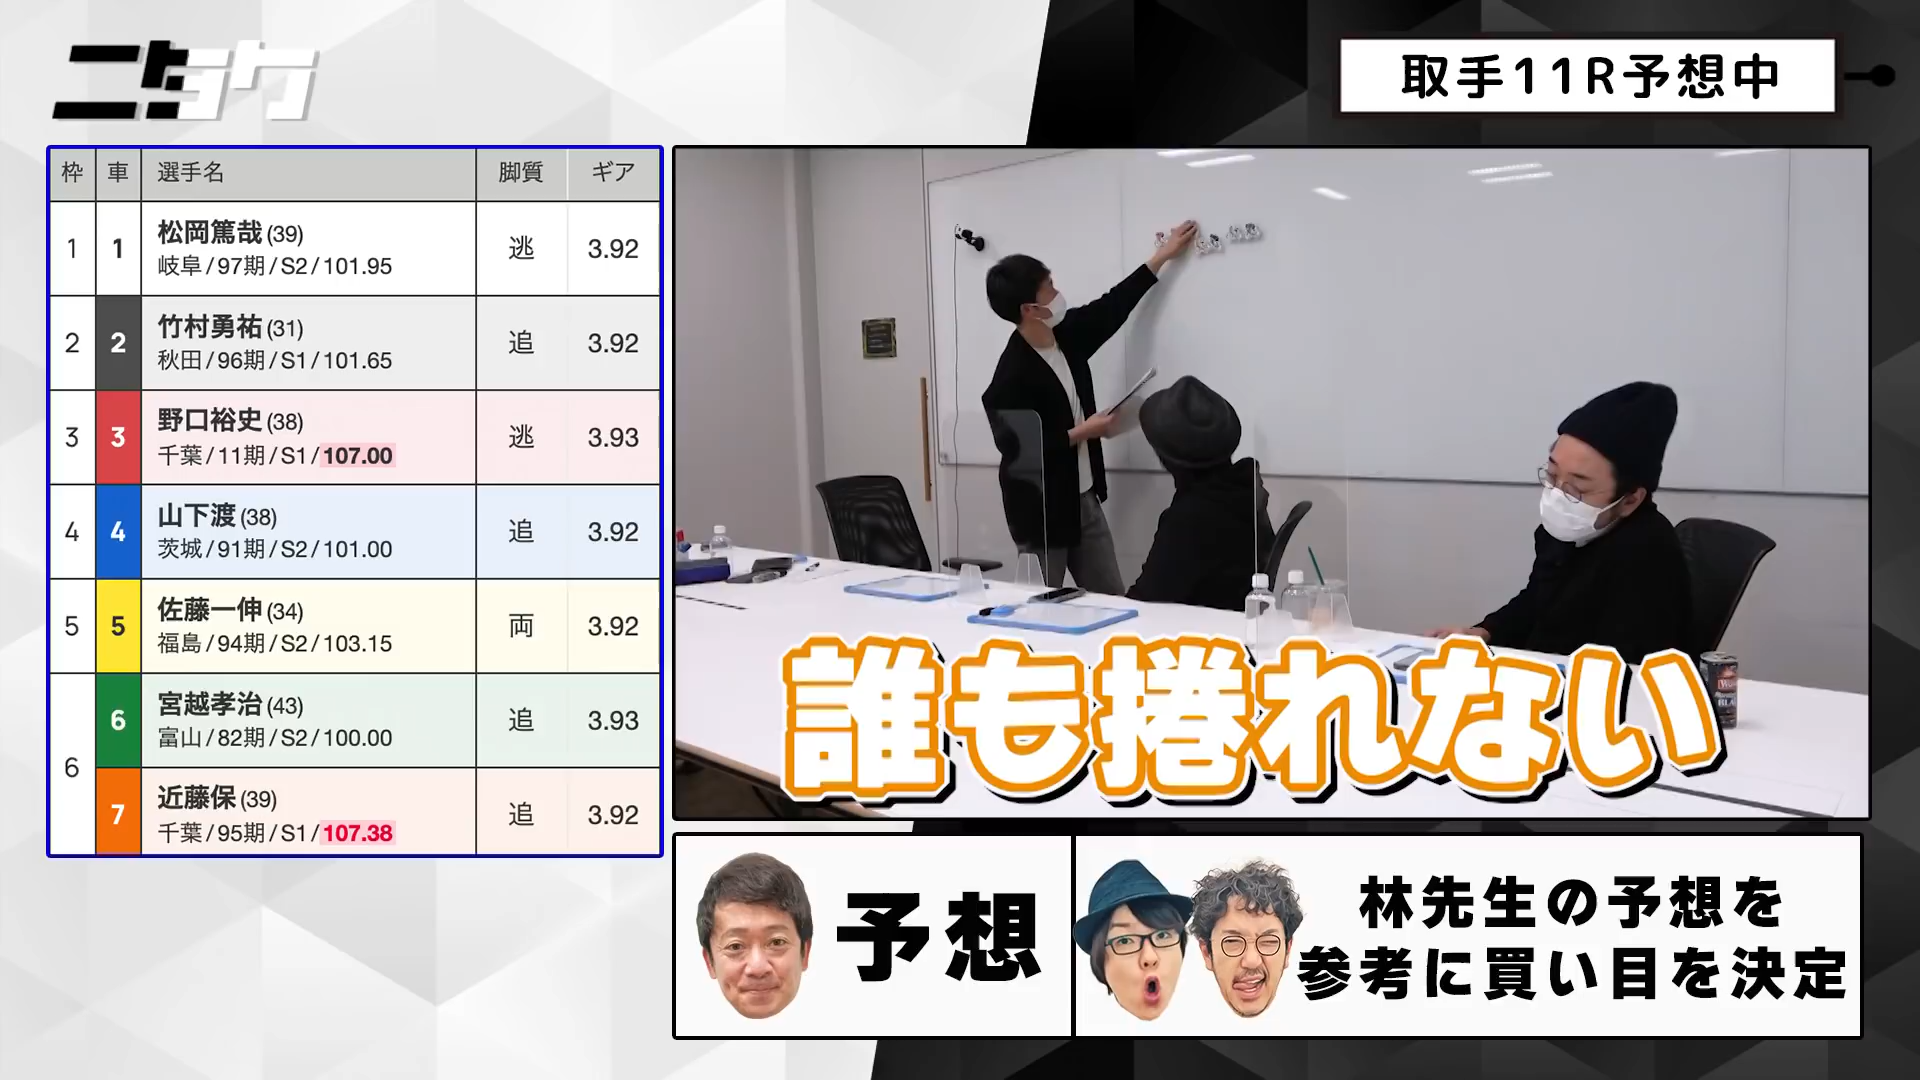 ニタク
取手11R予想中
枠 車 選手名 脚質 ギア
1 1 松岡篤哉(39) 逃 3.92
岐阜/97期/S2/101.95
2 2 竹村勇祐(31) 追 3.92
秋田/96期/S1/101.65
3 3 野口裕史(38) 逃 3.93
千葉/11期/S1/107.00
4 4 山下渡(38) 追 3.92
茨城/91期/S2/101.00
5 5 佐藤一伸(34) 両 3.92
福島/94期/S2/103.15
6 6 宮越孝治(43) 追 3.93
富山/82期/S2/100.00
7 近藤保(39) 追 3.92
千葉/95期/S1/107.38
誰も捲れない
予想
林先生の予想を
参考に買い目を決定